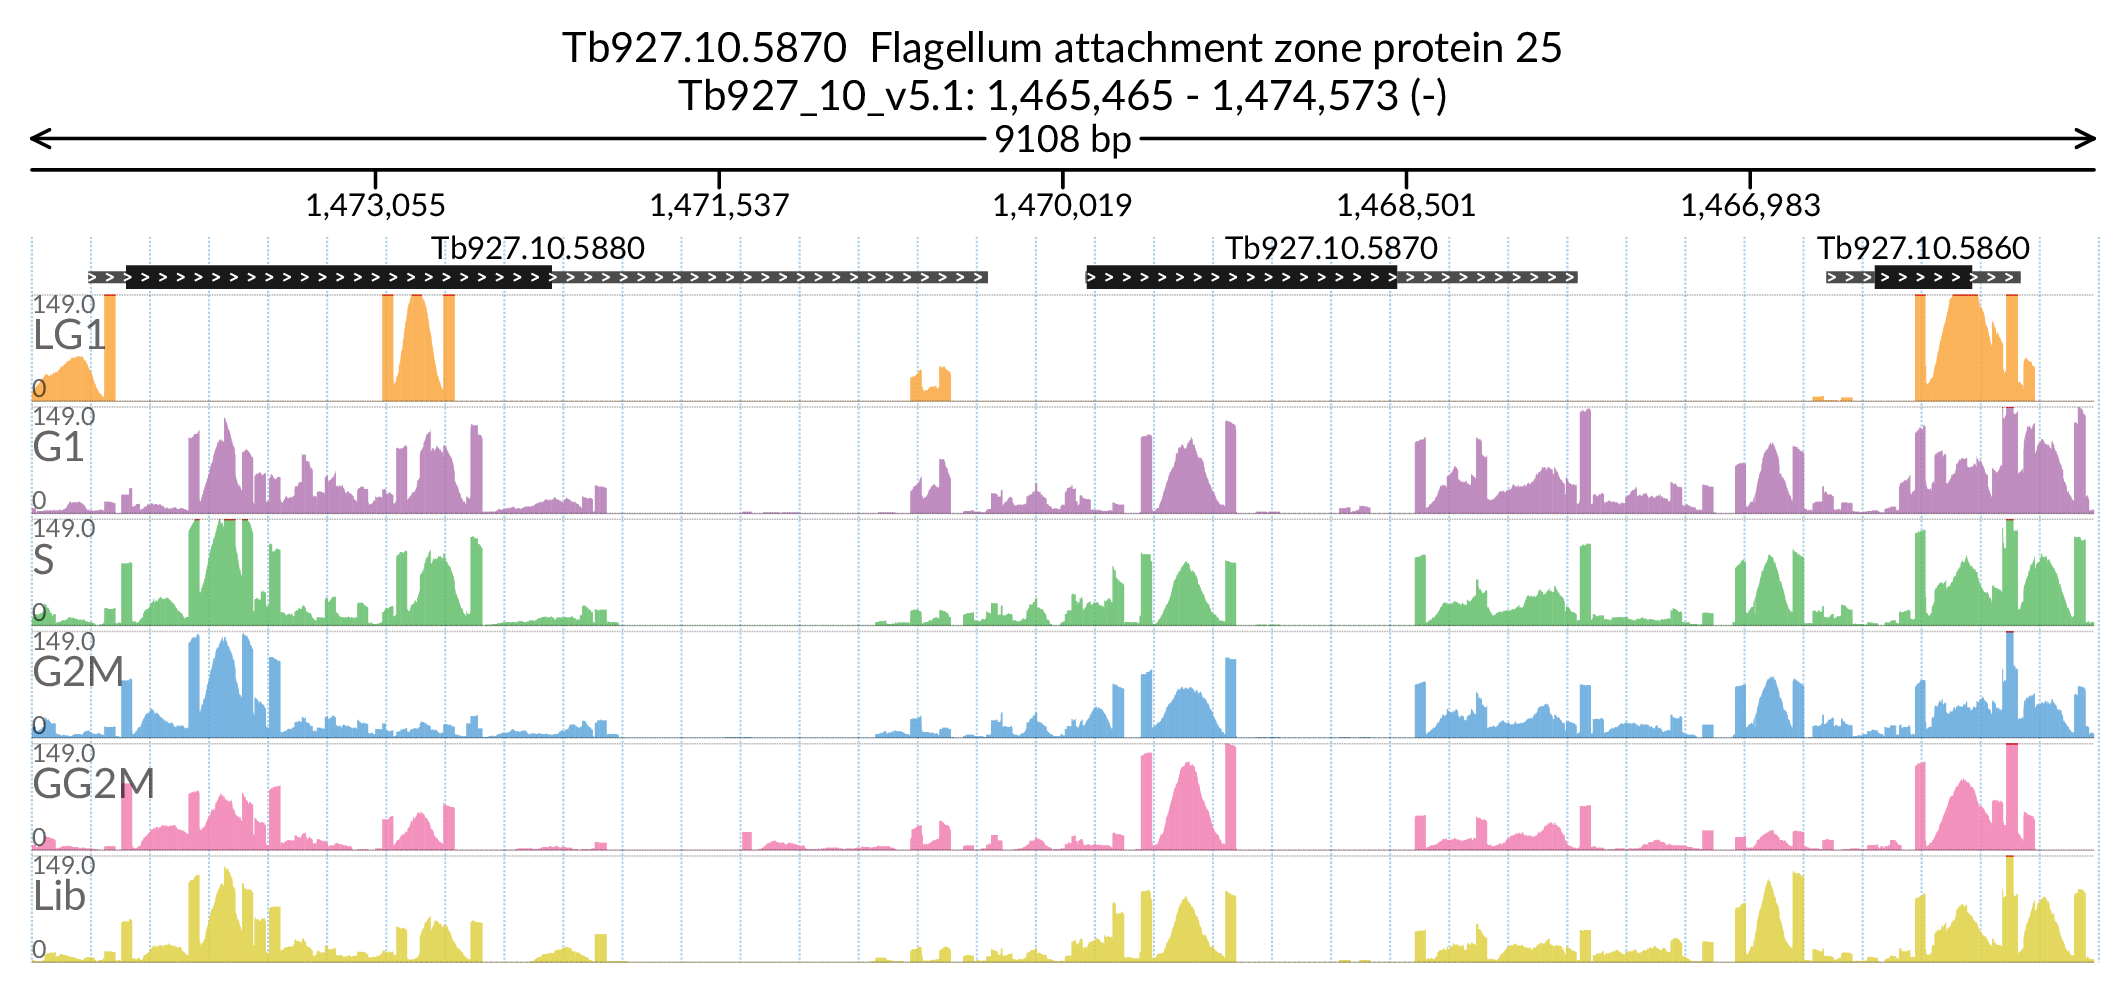 Tb927.10.5870  Flagellum attachment zone protein 25
Tb927_10_v5.1: 1,465,465 - 1,474,573 (-)
9108 bp
1,473,055 1,471,537 1,470,019 1,468,501 1,466,983
Tb927.10.5880 Tb927.10.5870 Tb927.10.5860
149.0
LG1
0
149.0
G1
0
149.0
S
0
149.0
G2M
0
149.0
GG2M
0
149.0
Lib
0